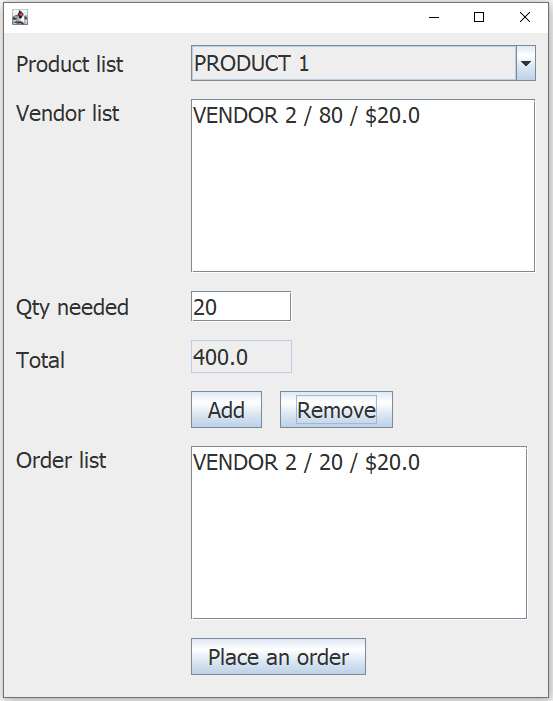 Product list PRODUCT 1
Vendor list VENDOR 2 / 80 / $20.0
Qty needed 20
Total 400.0
Add Remove
Order list VENDOR 2 / 20 / $20.0
Place an order